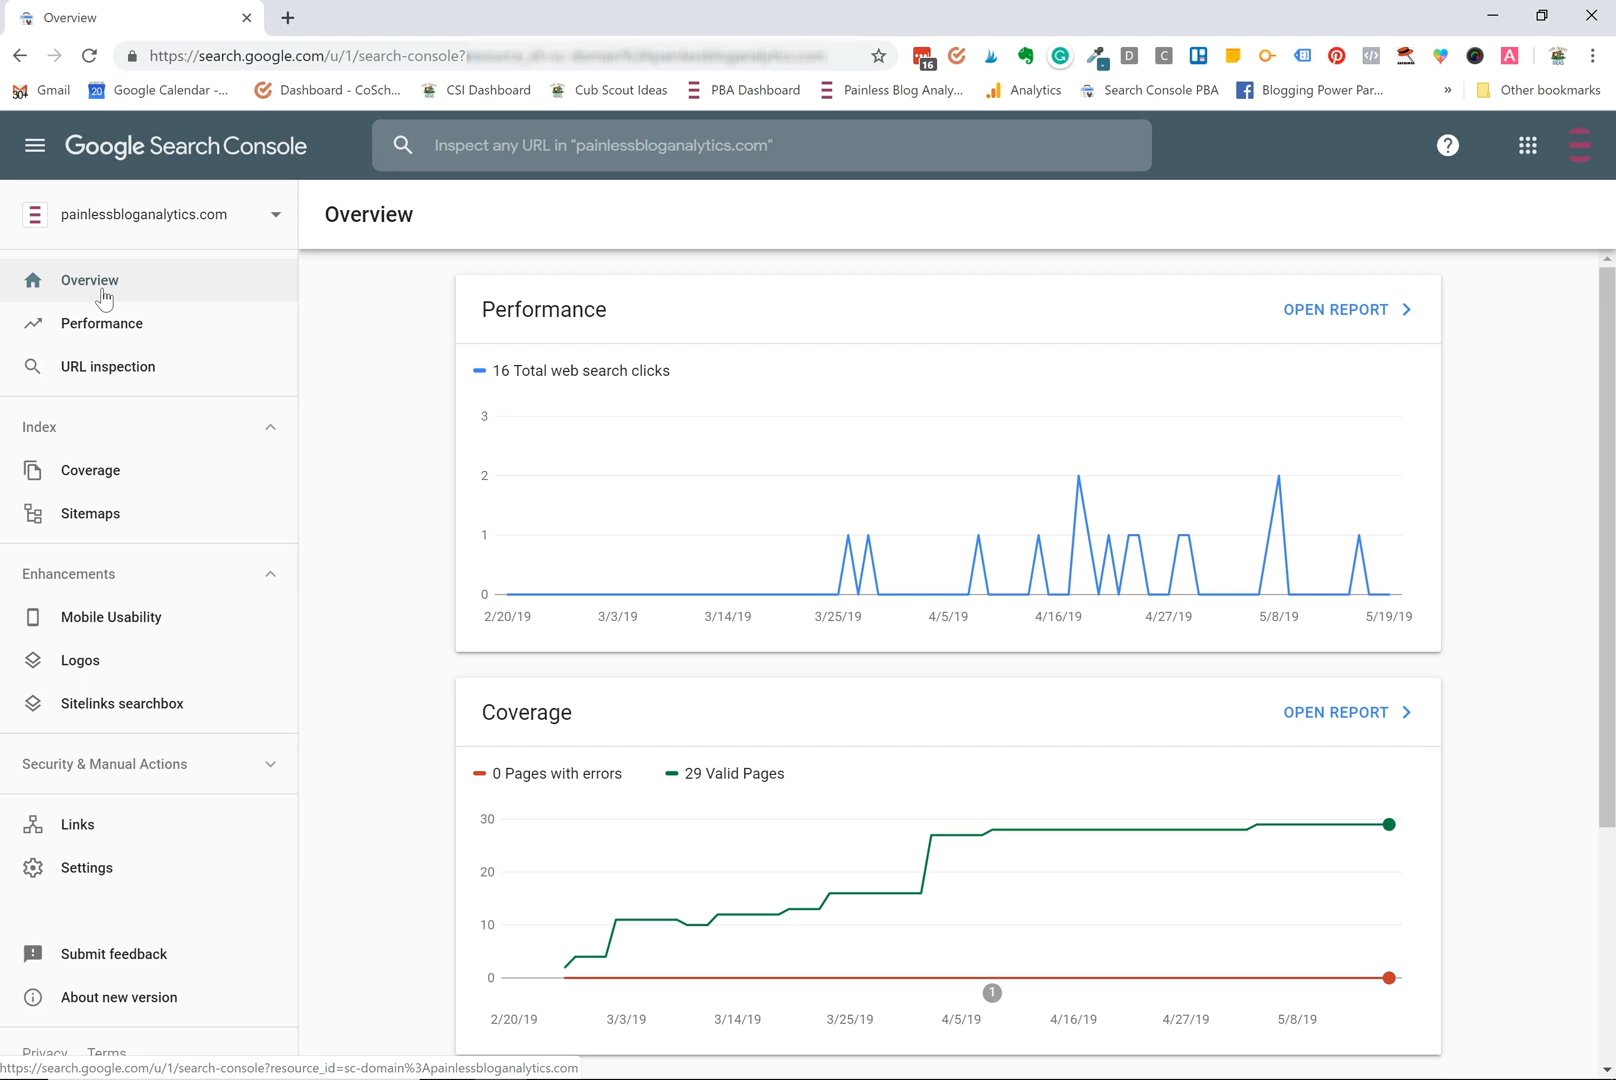 Overview
https://search.google.com/u/1/search-console?
16
D
C
A
30+
Gmail
20
Google Calendar -...
Dashboard - CoSch...
CSI Dashboard
Cub Scout Ideas
PBA Dashboard
Painless Blog Analy...
Analytics
Search Console PBA
Blogging Power Par...
»
Other bookmarks
Google Search Console
Inspect any URL in "painlessbloganalytics.com"
painlessbloganalytics.com
Overview
Overview
Performance
URL inspection
Index
Coverage
Sitemaps
Enhancements
Mobile Usability
Logos
Sitelinks searchbox
Security & Manual Actions
Links
Settings
Submit feedback
About new version
Privacy Terms
Performance
OPEN REPORT
16 Total web search clicks
3
2
1
0
2/20/19 3/3/19 3/14/19 3/25/19 4/5/19 4/16/19 4/27/19 5/8/19 5/19/19
Coverage
OPEN REPORT
0 Pages with errors 29 Valid Pages
30
20
10
0
1
2/20/19 3/3/19 3/14/19 3/25/19 4/5/19 4/16/19 4/27/19 5/8/19
https://search.google.com/u/1/search-console?resource_id=sc-domain%3Apainlessbloganalytics.com